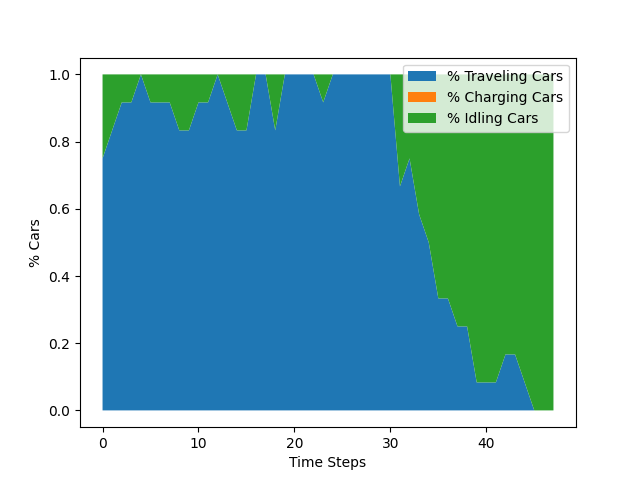 1.0
0.8
0.6
0.4
0.2
0.0
% Cars
% Traveling Cars
% Charging Cars
% Idling Cars
0 10 20 30 40
Time Steps